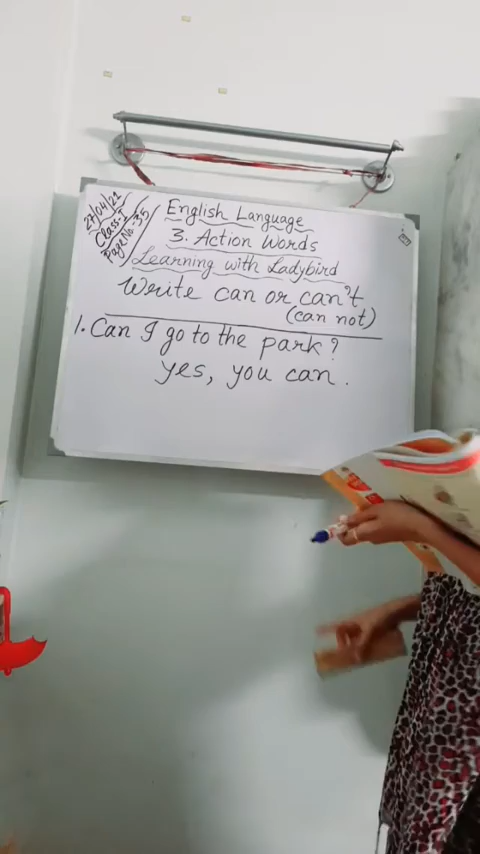 27/04/21
Class-I
Page No.-35
English Language
3. Action Words
Learning with Ladybird
Write can or can't
(can not)
1. Can I go to the park?
yes, you can.